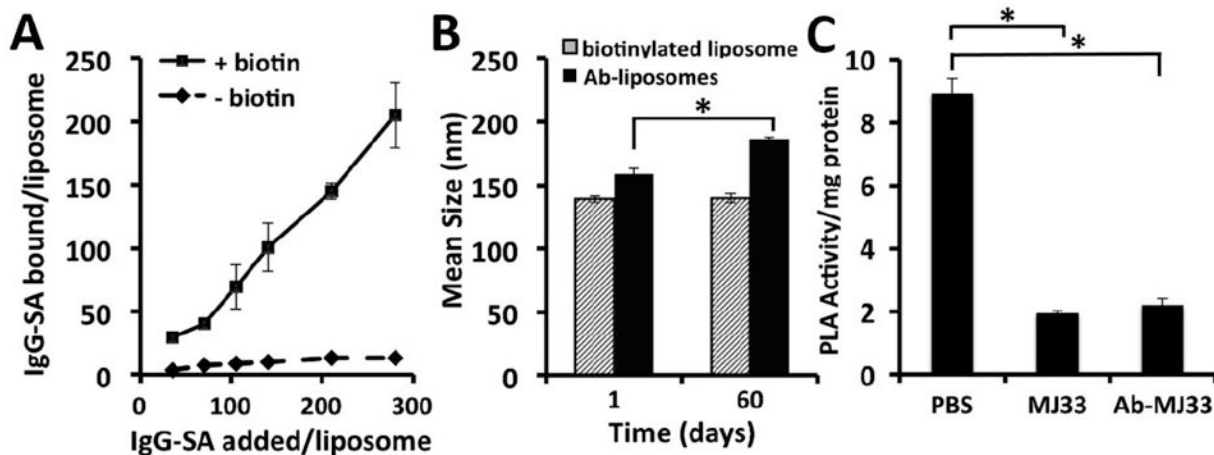 A
+ biotin
- biotin
250
200
150
100
50
0
IgG-SA bound/liposome
0 100 200 300
IgG-SA added/liposome
B
biotinylated liposome
Ab-liposomes
250
200
150
100
50
0
Mean Size (nm)
*
1 60
Time (days)
C
*
*
10
8
6
4
2
0
PLA Activity/mg protein
PBS MJ33 Ab-MJ33